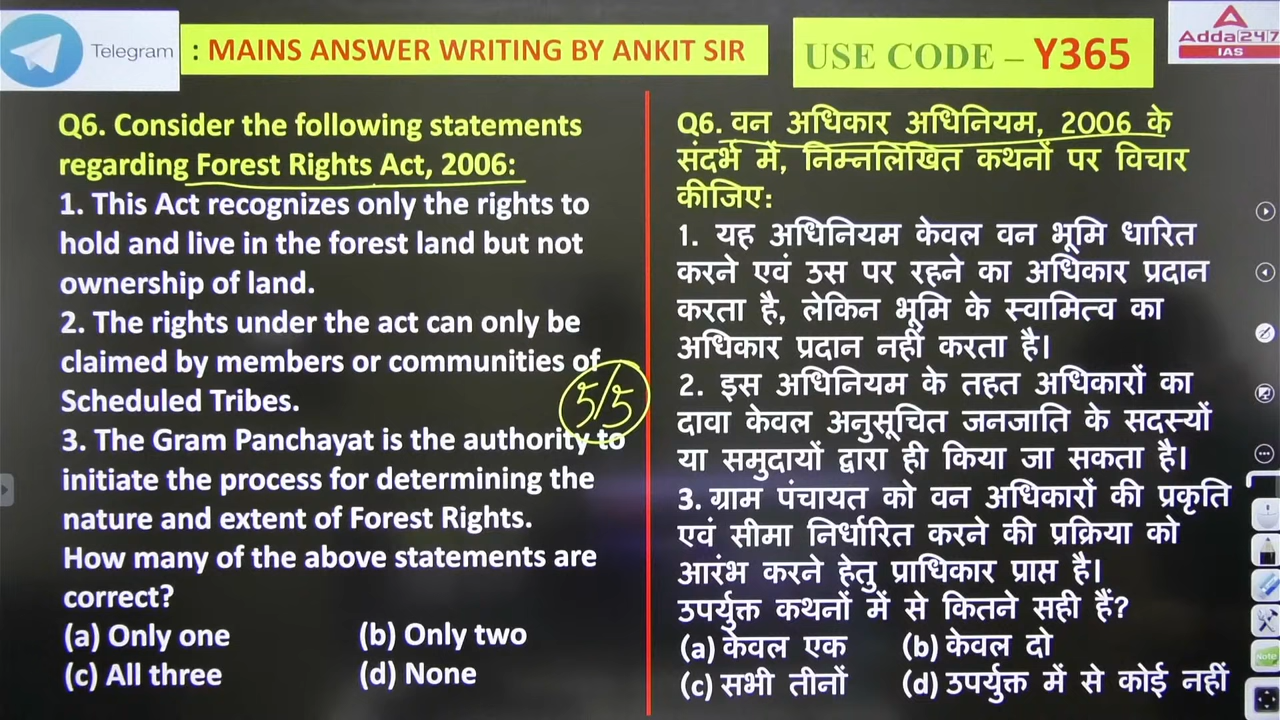 Telegram
: MAINS ANSWER WRITING BY ANKIT SIR
USE CODE – Y365
Adda247
IAS
Q6. Consider the following statements
regarding Forest Rights Act, 2006:
1. This Act recognizes only the rights to
hold and live in the forest land but not
ownership of land.
2. The rights under the act can only be
claimed by members or communities of
Scheduled Tribes.
5/5
3. The Gram Panchayat is the authority to
initiate the process for determining the
nature and extent of Forest Rights.
How many of the above statements are
correct?
(a) Only one (b) Only two
(c) All three (d) None
Q6. वन अधिकार अधिनियम, 2006 के
संदर्भ में, निम्नलिखित कथनों पर विचार
कीजिए:
1. यह अधिनियम केवल वन भूमि धारित
करने एवं उस पर रहने का अधिकार प्रदान
करता है, लेकिन भूमि के स्वामित्व का
अधिकार प्रदान नहीं करता है।
2. इस अधिनियम के तहत अधिकारों का
दावा केवल अनुसूचित जनजाति के सदस्यों
या समुदायों द्वारा ही किया जा सकता है।
3. ग्राम पंचायत को वन अधिकारों की प्रकृति
एवं सीमा निर्धारित करने की प्रक्रिया को
आरंभ करने हेतु प्राधिकार प्राप्त है।
उपर्युक्त कथनों में से कितने सही हैं?
(a) केवल एक (b) केवल दो
(c) सभी तीनों (d) उपर्युक्त में से कोई नहीं
Note